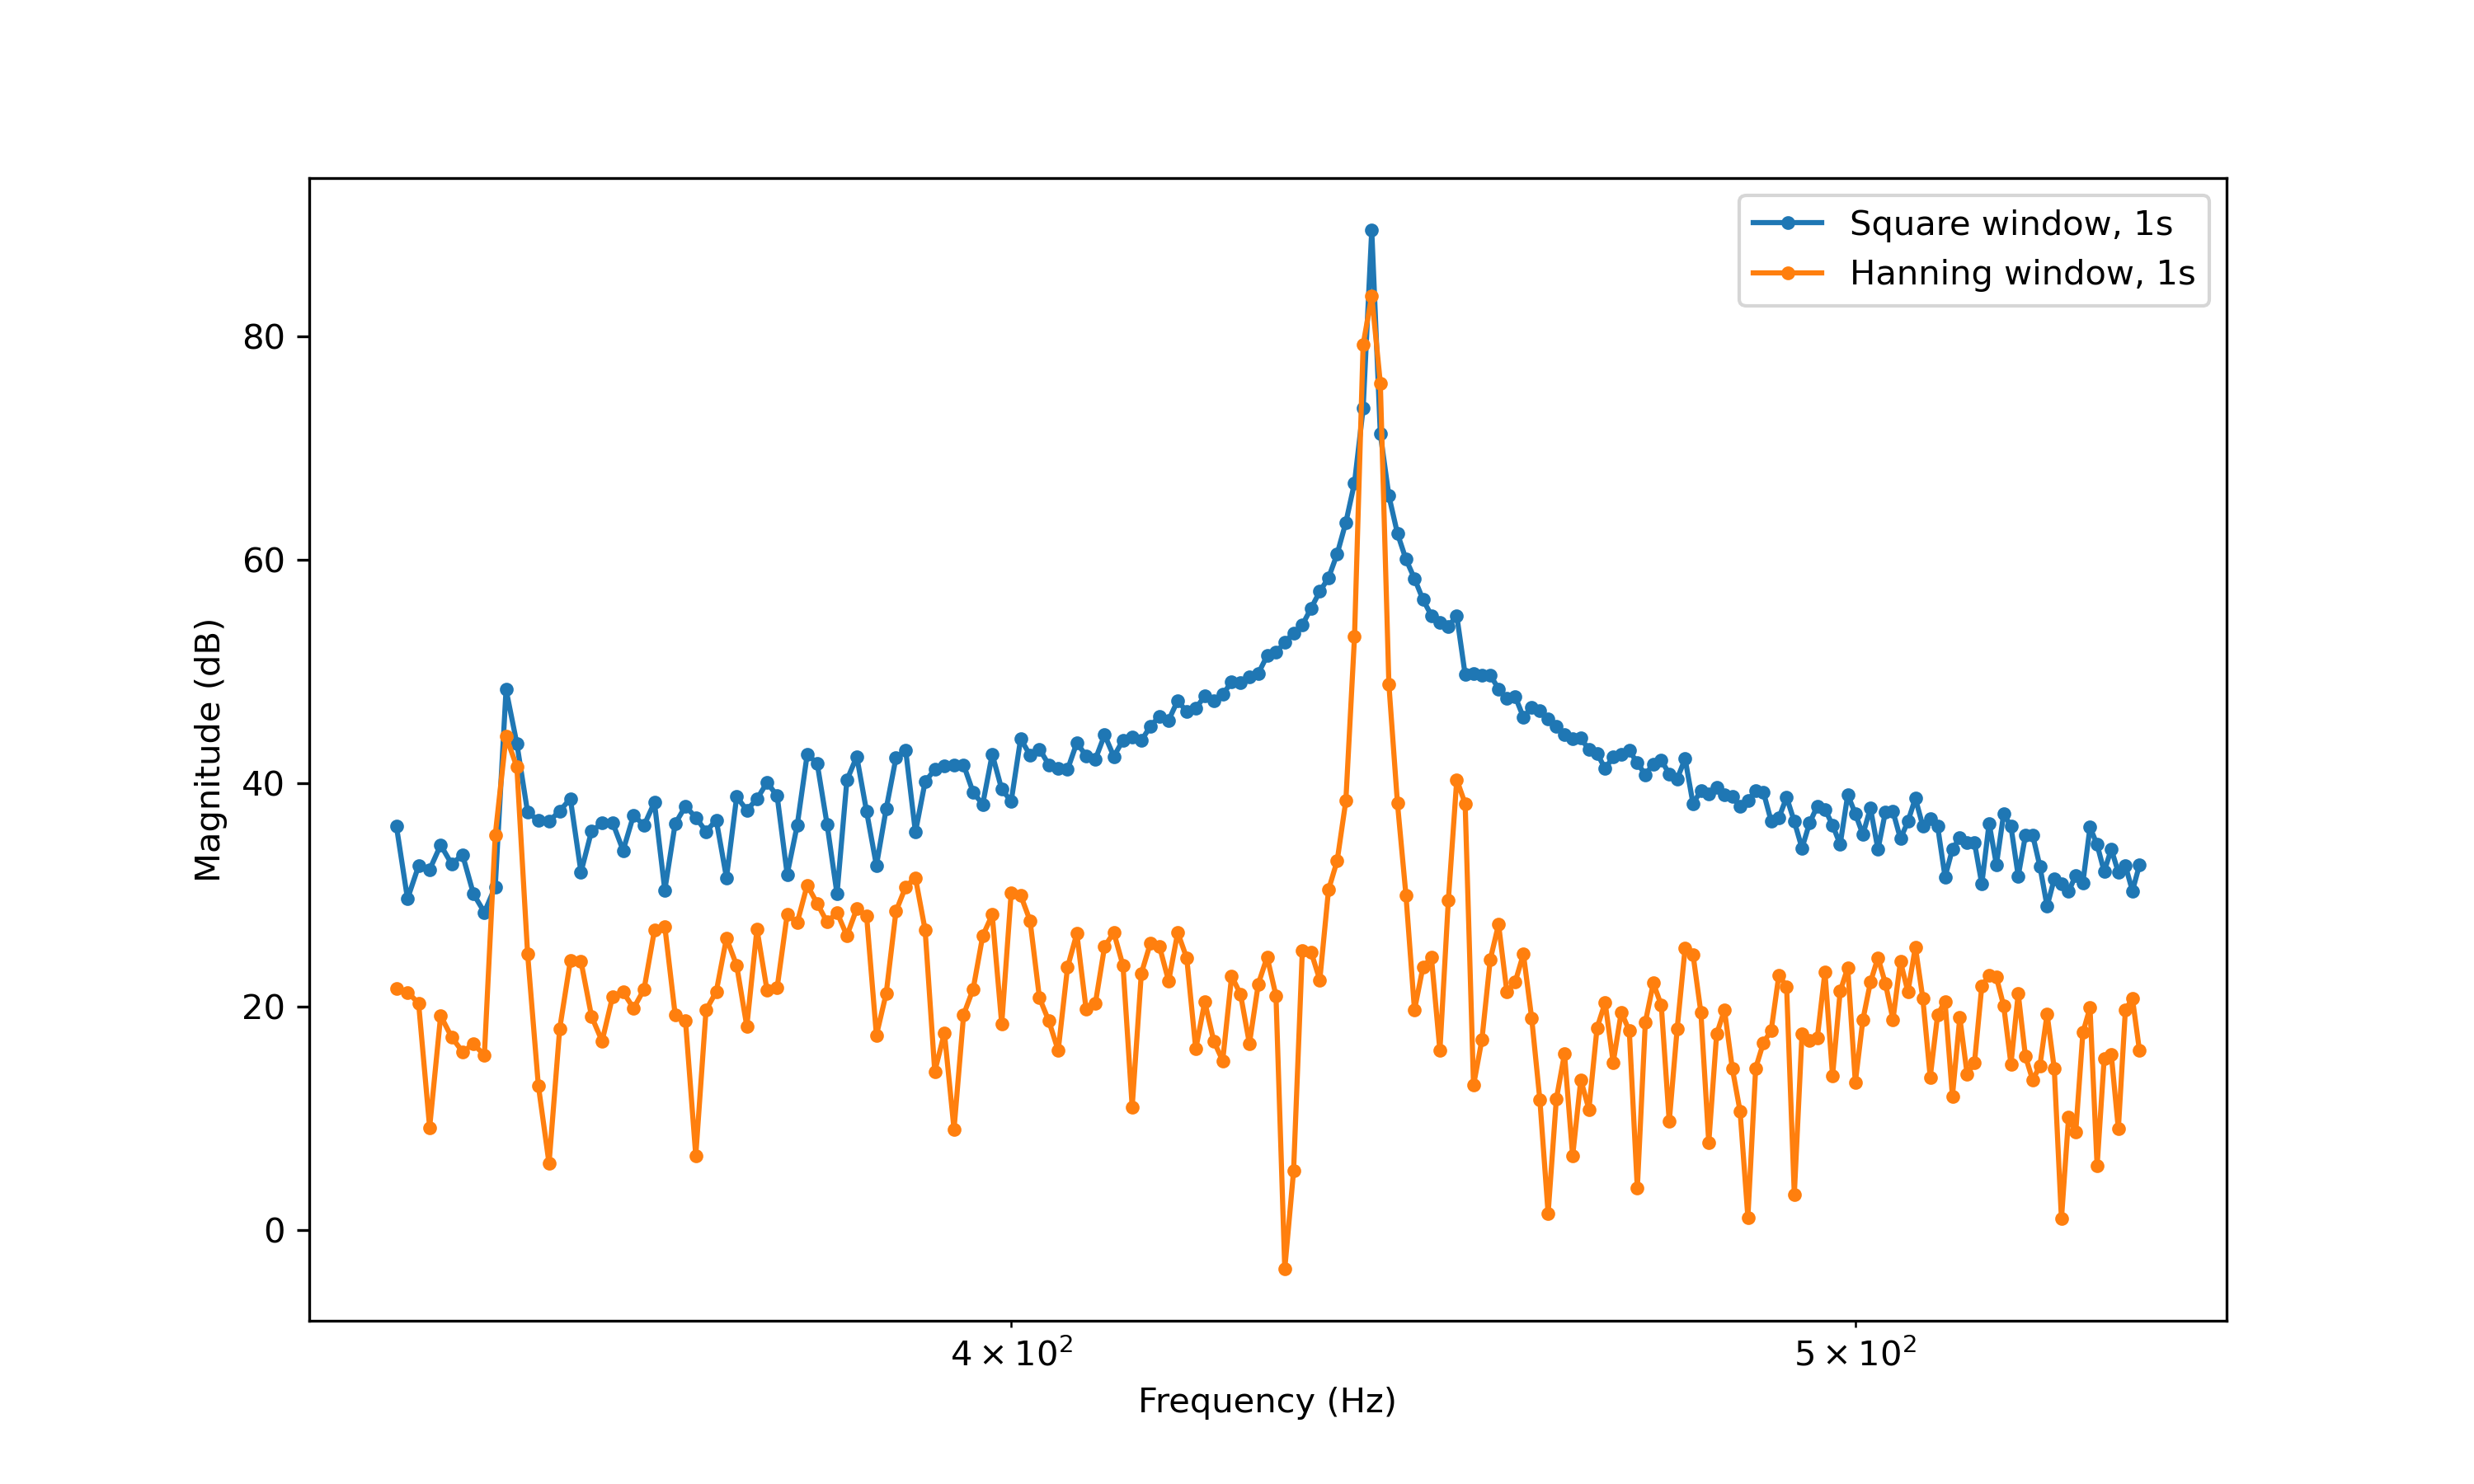 Square window, 1s
Hanning window, 1s
80
60
40
20
0
Magnitude (dB)
4 × 10²
5 × 10²
Frequency (Hz)